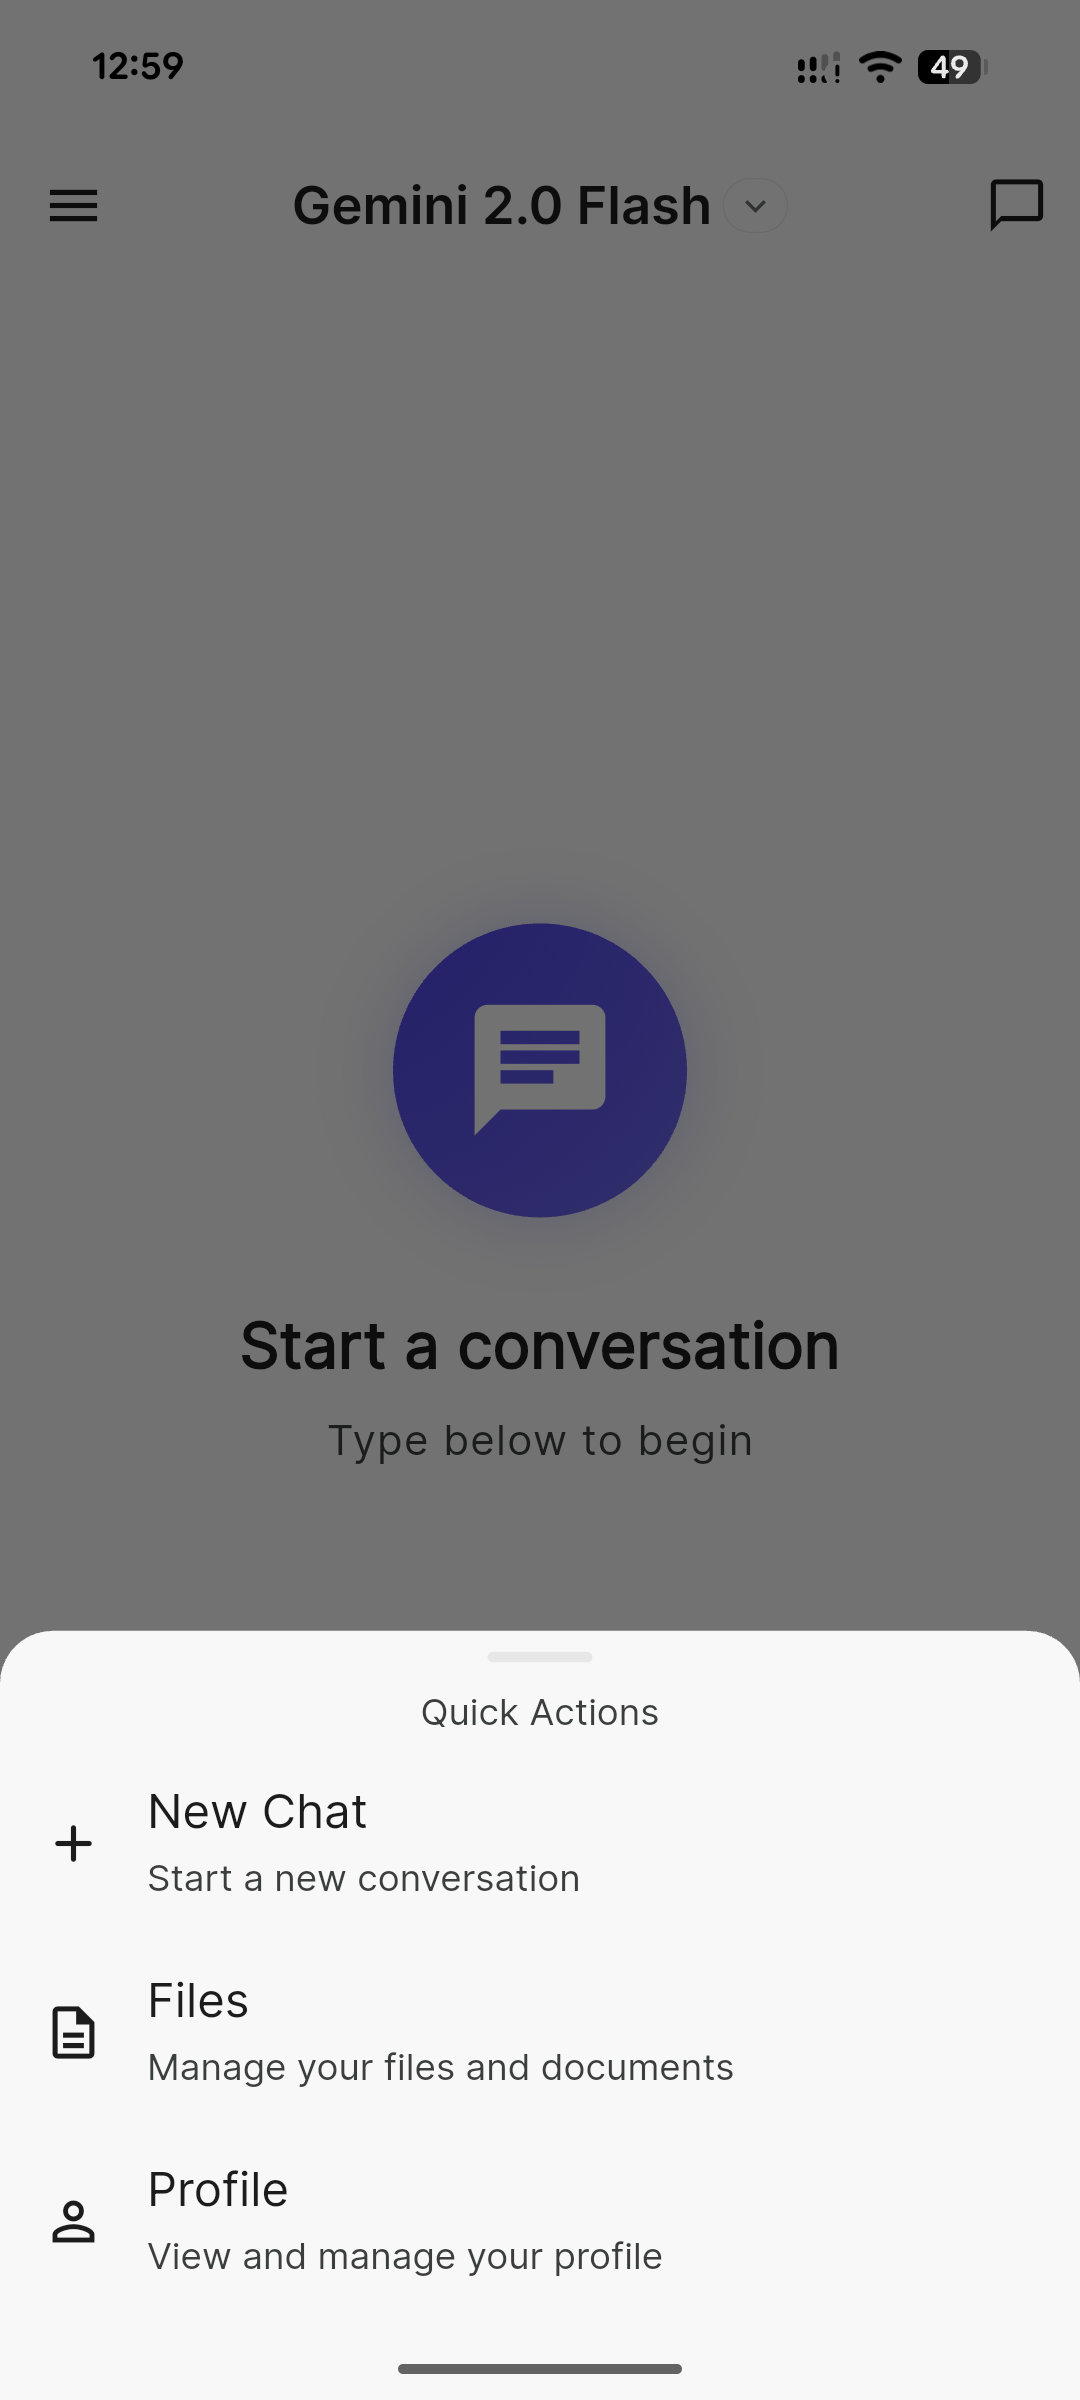 12:59
49
Gemini 2.0 Flash
Start a conversation
Type below to begin
Quick Actions
New Chat
Start a new conversation
Files
Manage your files and documents
Profile
View and manage your profile